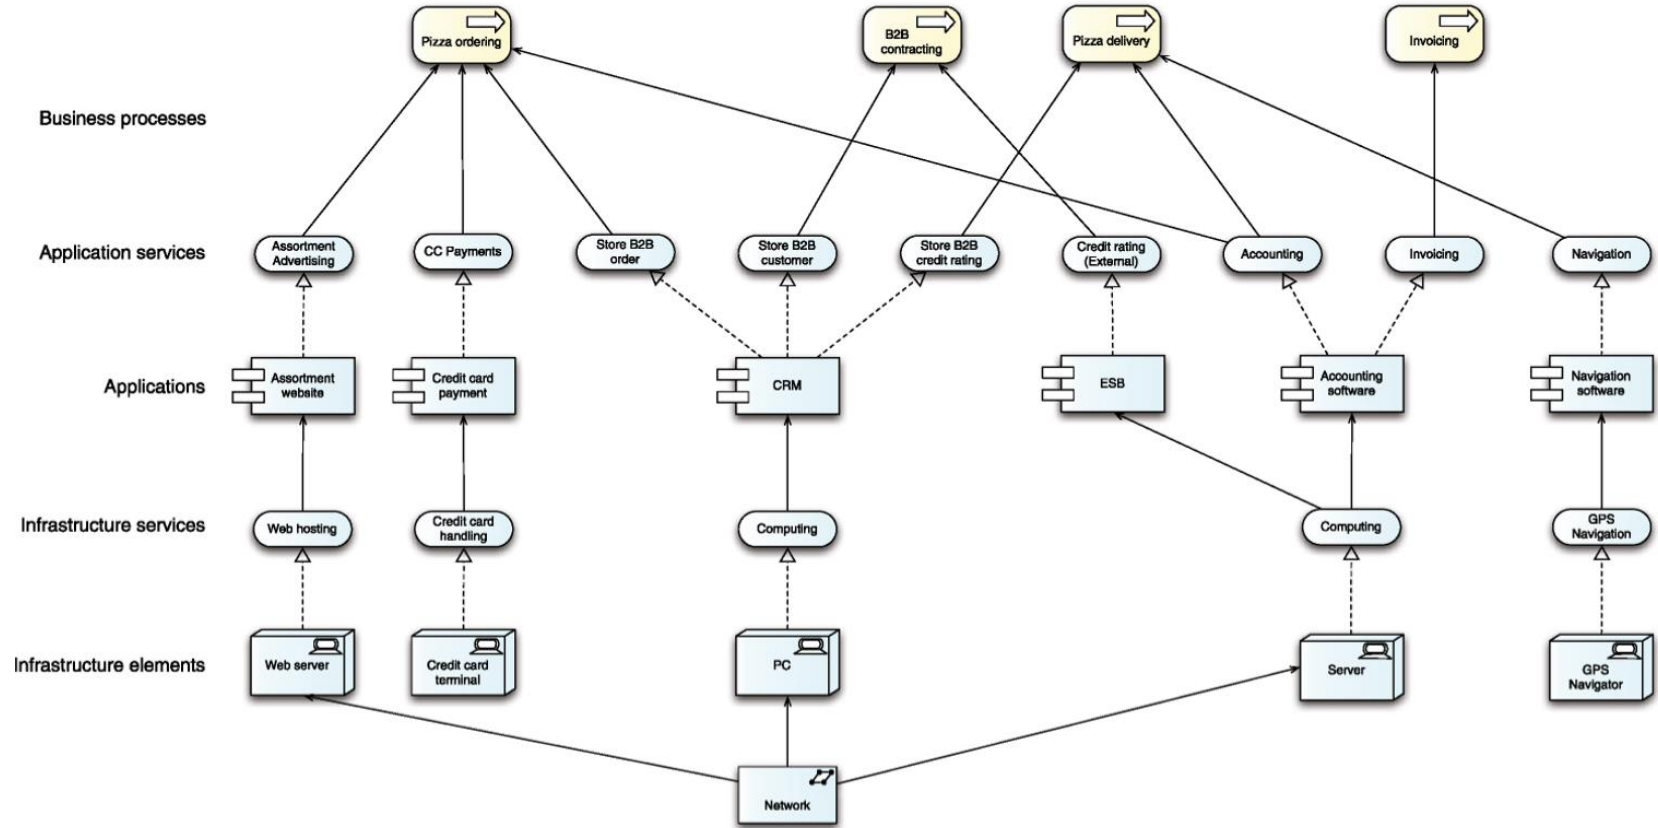 Pizza ordering
B2B
contracting
Pizza delivery
Invoicing
Business processes
Application services
Assortment
Advertising
CC Payments
Store B2B
order
Store B2B
customer
Store B2B
credit rating
Credit rating
(External)
Accounting
Invoicing
Navigation
Applications
Assortment
website
Credit card
payment
CRM
ESB
Accounting
software
Navigation
software
Infrastructure services
Web hosting
Credit card
handling
Computing
Computing
GPS
Navigation
Infrastructure elements
Web server
Credit card
terminal
PC
Server
GPS
Navigator
Network